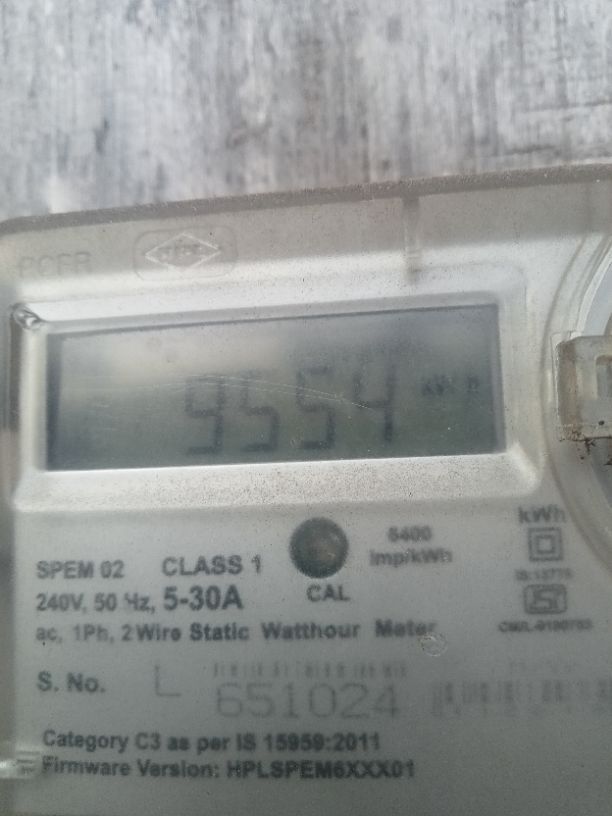 9554 kWh
SPEM 02 CLASS 1
6400
imp/kWh
kWh
240V, 50 Hz, 5-30A
CAL
ac, 1Ph, 2 Wire Static Watthour Meter
S. No. L 651024
Category C3 as per IS 15959:2011
Firmware Version: HPLSPEM6XXX01